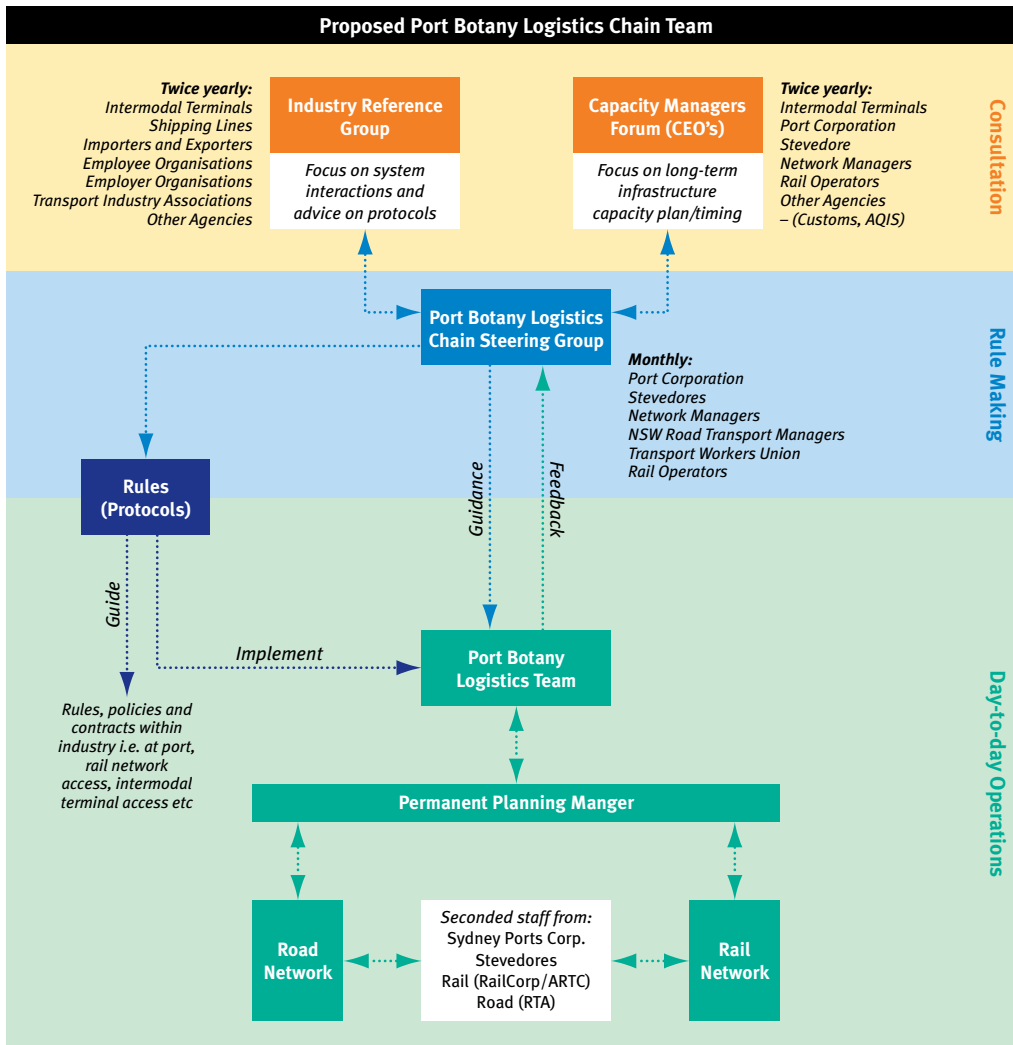 Proposed Port Botany Logistics Chain Team
Twice yearly:
Intermodal Terminals
Shipping Lines
Importers and Exporters
Employee Organisations
Employer Organisations
Transport Industry Associations
Other Agencies
Industry Reference
Group
Focus on system
interactions and
advice on protocols
Capacity Managers
Forum (CEO's)
Focus on long-term
infrastructure
capacity plan/timing
Twice yearly:
Intermodal Terminals
Port Corporation
Stevedore
Network Managers
Rail Operators
Other Agencies
– (Customs, AQIS)
Consultation
Port Botany Logistics
Chain Steering Group
Monthly:
Port Corporation
Stevedores
Network Managers
NSW Road Transport Managers
Transport Workers Union
Rail Operators
Rule Making
Rules
(Protocols)
Guidance
Feedback
Guide
Implement
Port Botany
Logistics Team
Rules, policies and
contracts within
industry i.e. at port,
rail network
access, intermodal
terminal access etc
Permanent Planning Manger
Day-to-day Operations
Road
Network
Seconded staff from:
Sydney Ports Corp.
Stevedores
Rail (RailCorp/ARTC)
Road (RTA)
Rail
Network